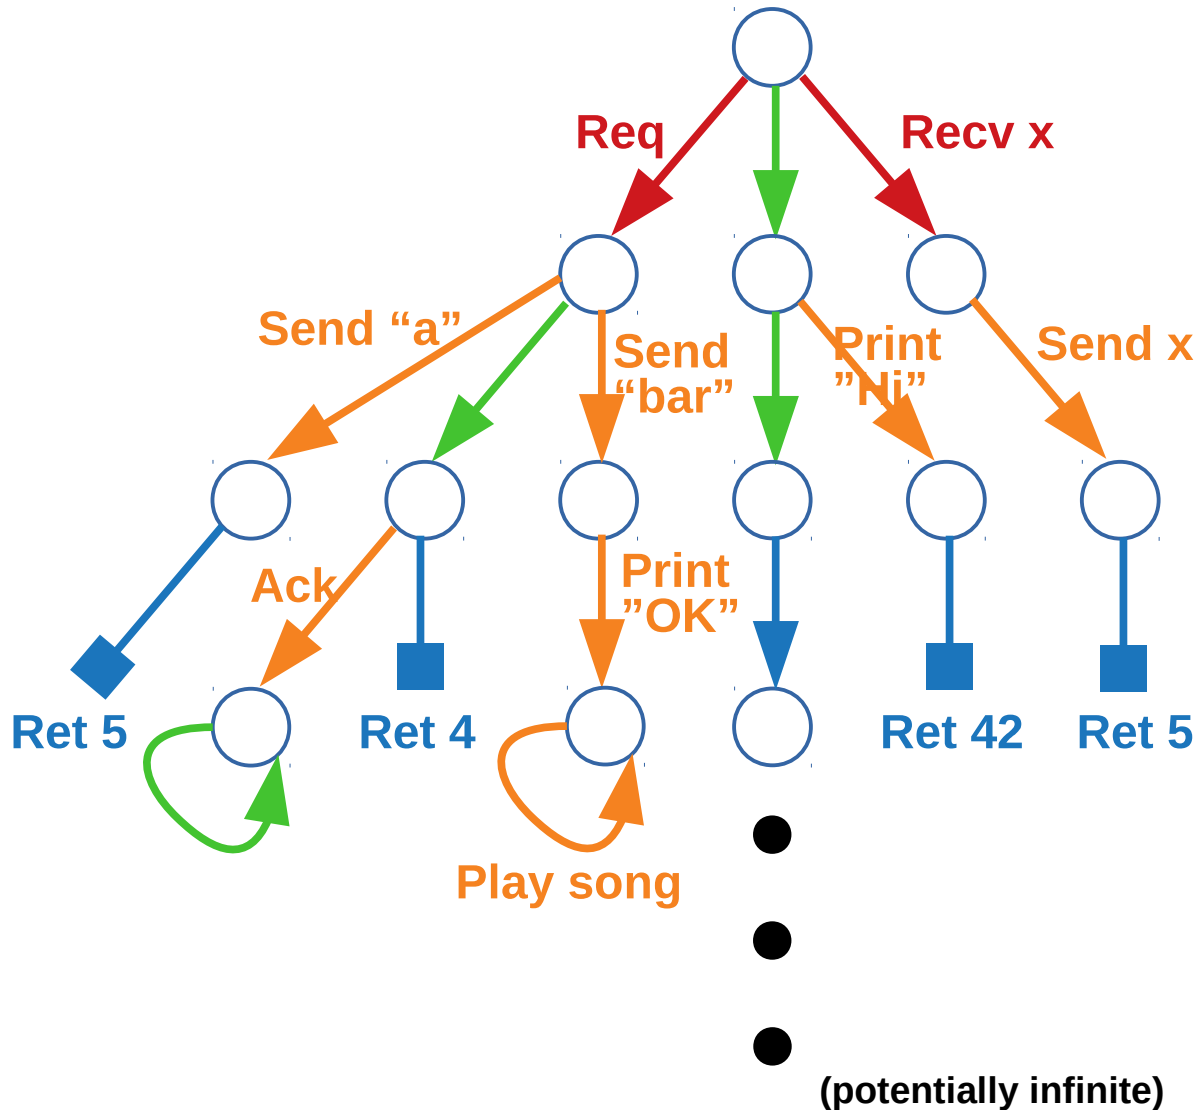 Req
Recv x
Send “a”
Send
“bar”
Print
”Hi”
Send x
Ack
Print
”OK”
Ret 5
Ret 4
Ret 42
Ret 5
Play song
(potentially infinite)